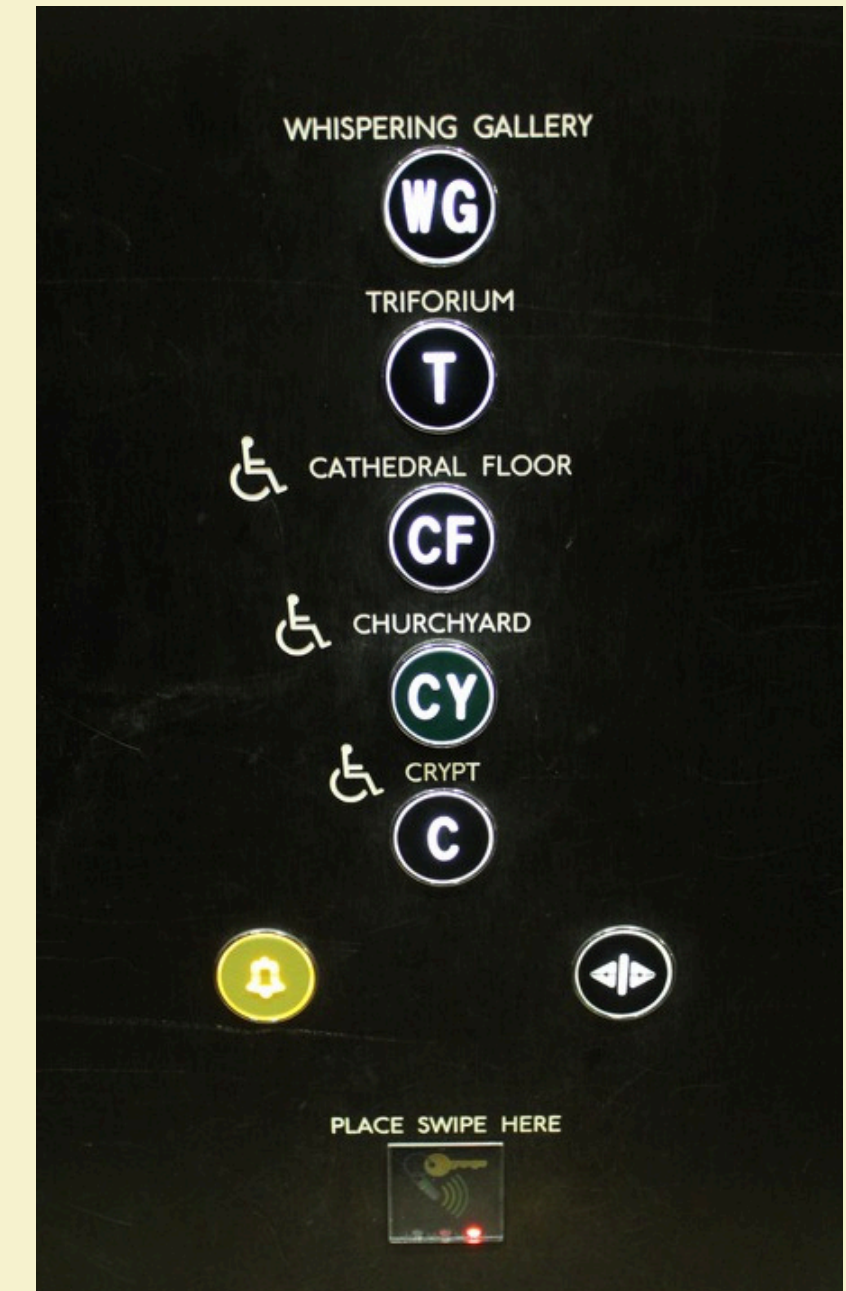 WHISPERING GALLERY
WG
TRIFORIUM
T
CATHEDRAL FLOOR
CF
CHURCHYARD
CY
CRYPT
C
PLACE SWIPE HERE